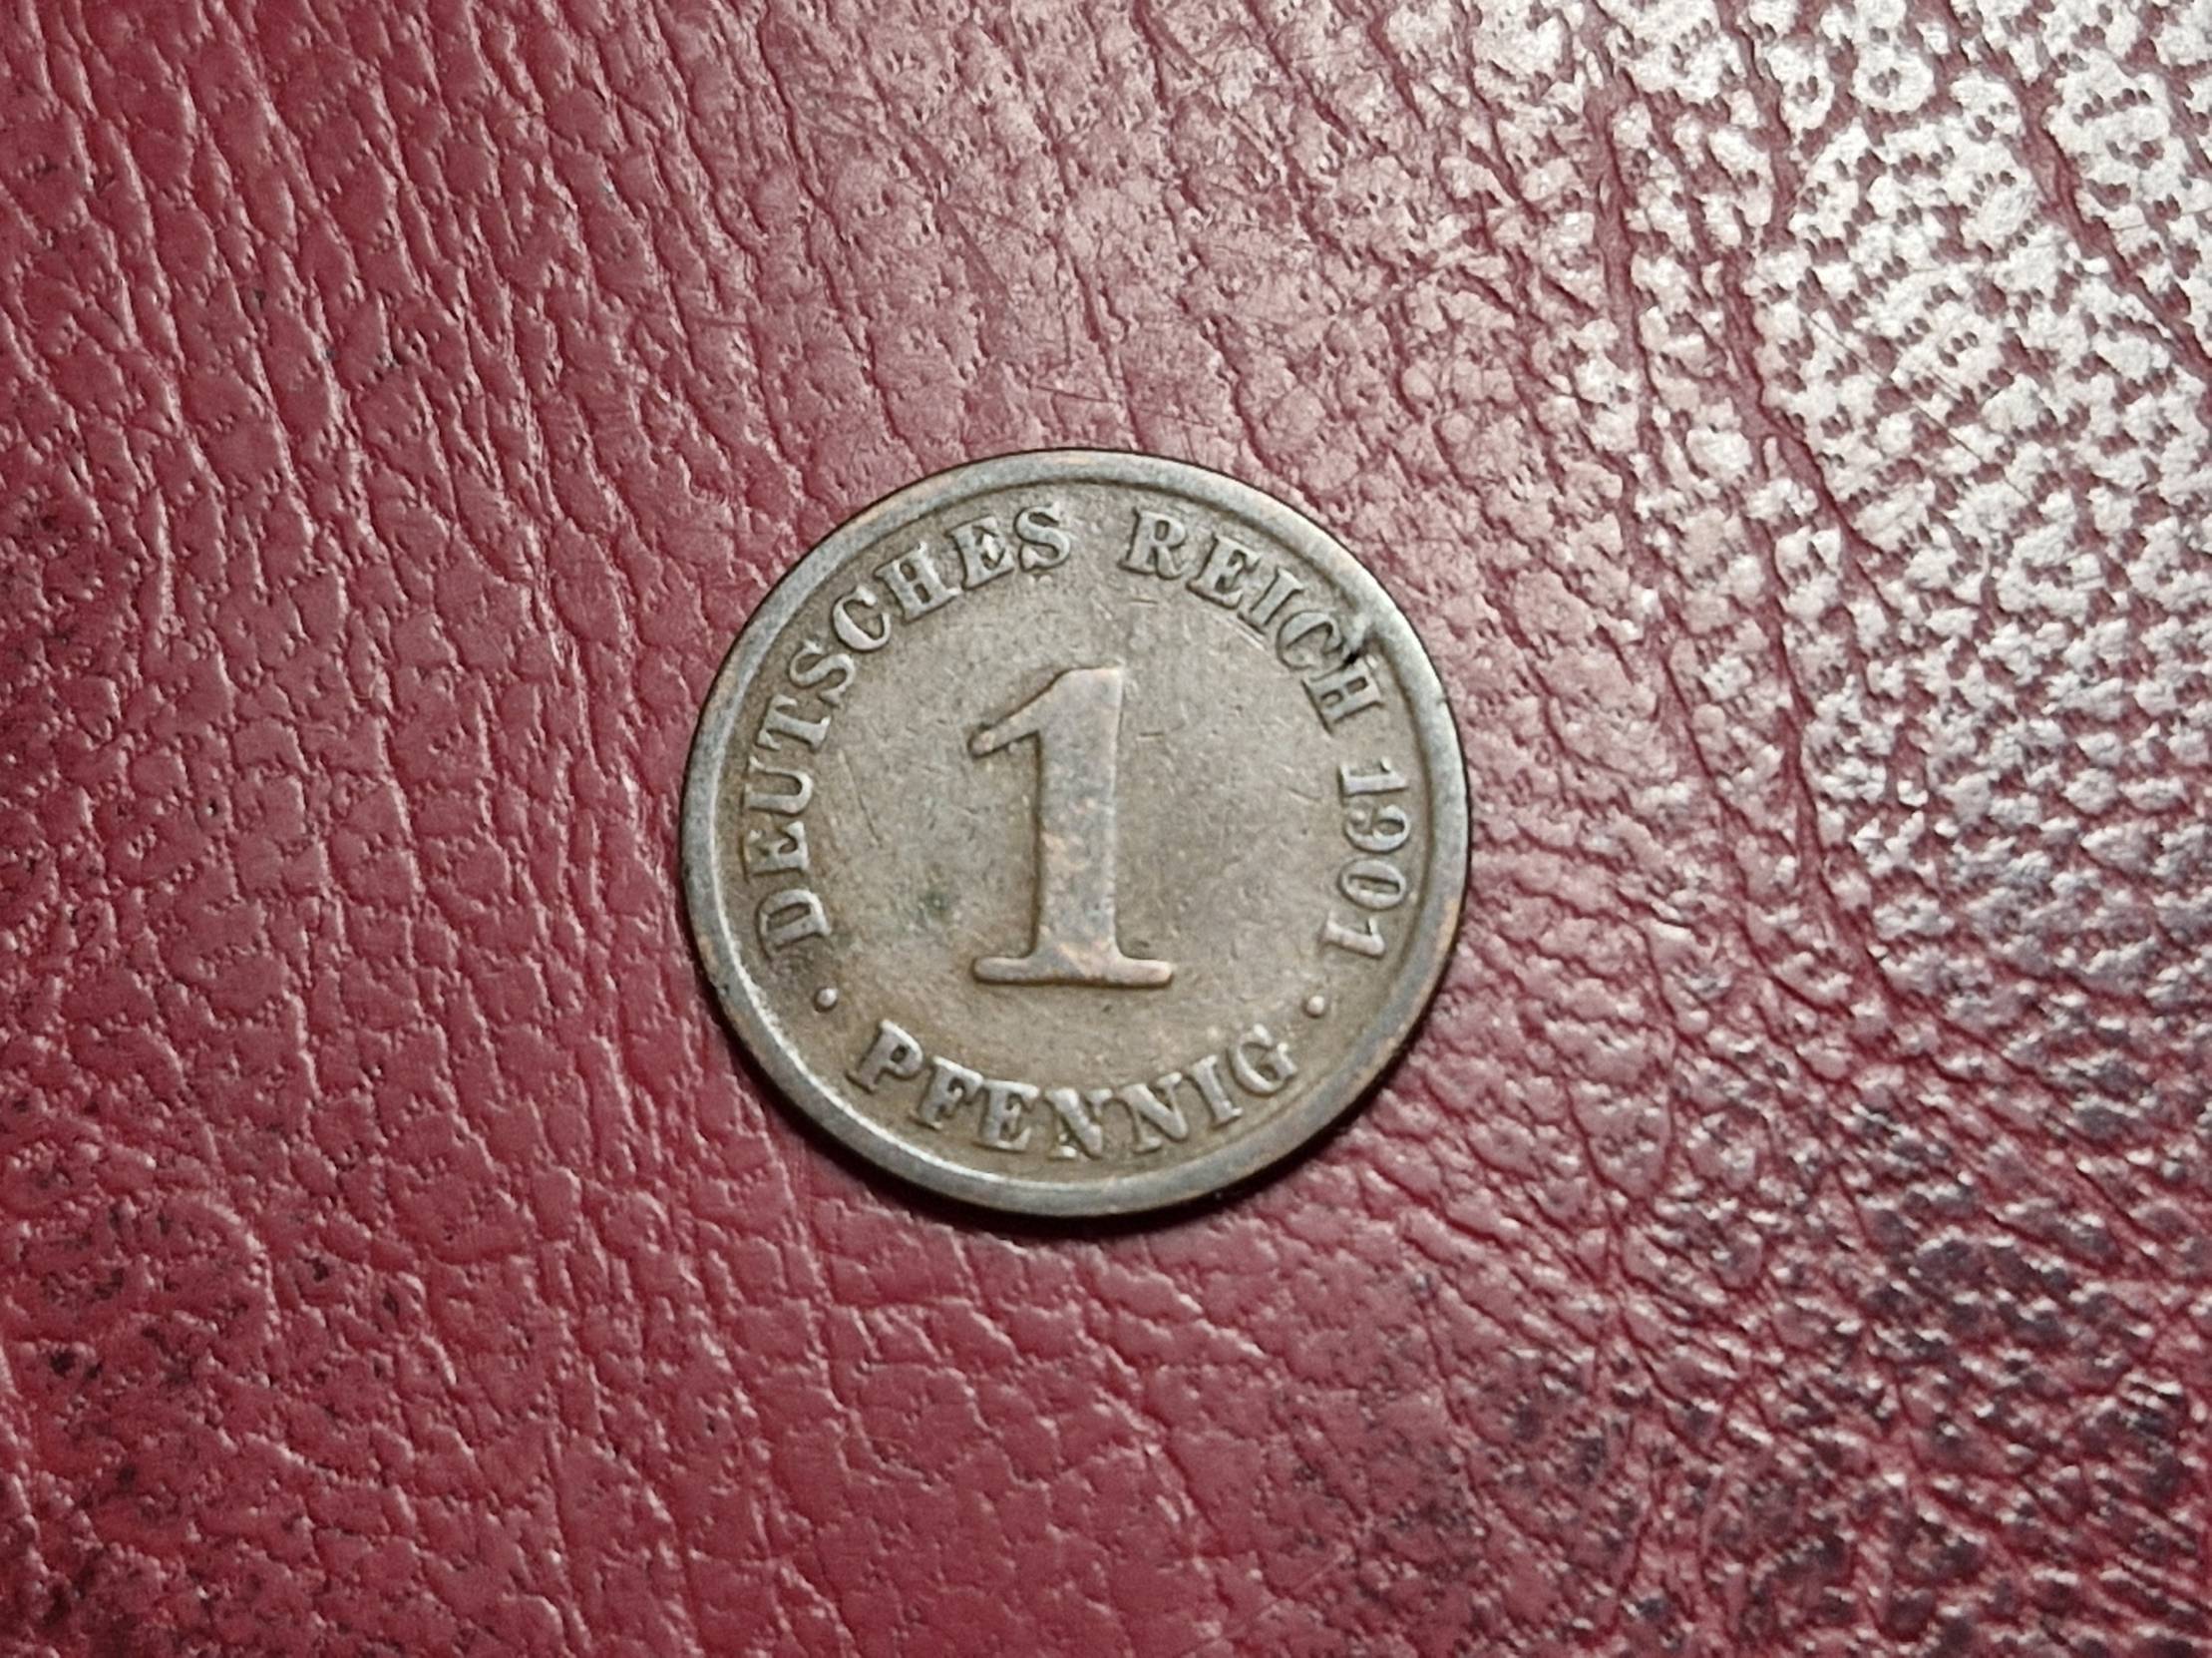 DEUTSCHES REICH 1901
1
· PFENNIG ·